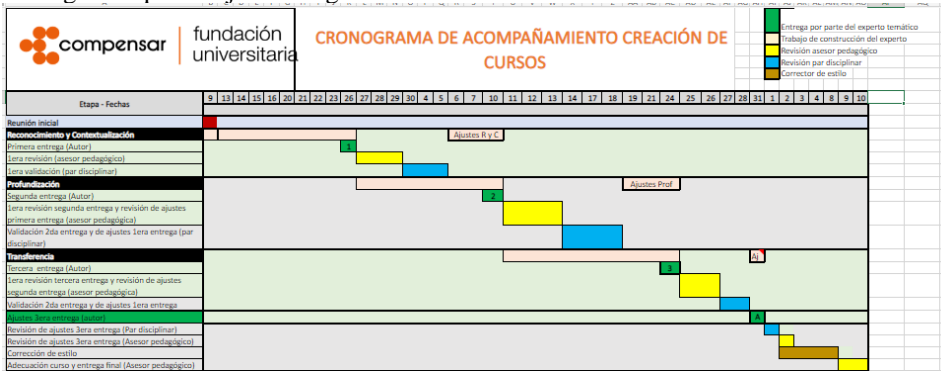 compensar
fundación
universitaria
CRONOGRAMA DE ACOMPAÑAMIENTO CREACIÓN DE
CURSOS
Entrega por parte del experto temático
Trabajo de construcción del experto
Revisión asesor pedagógico
Revisión par disciplinar
Corrector de estilo
Etapa - Fechas
9 13 14 15 16 20 21 22 23 26 27 28 29 30 4 5 6 7 10 11 12 13 14 17 18 19 21 24 25 26 27 28 31 1 2 3 4 8 9 10
Reunión inicial
Reconocimiento y Contextualización
Ajustes R y C
Primera entrega (Autor)
1
1era revisión (asesor pedagógico)
1era validación (par disciplinar)
Profundización
Ajustes Prof
Segunda entrega (Autor)
2
1era revisión segunda entrega y revisión de ajustes
primera entrega (asesor pedagógica)
Validación 2da entrega y de ajustes 1era entrega (par
disciplinar)
Transferencia
Aj
Tercera entrega (Autor)
3
1era revisión tercera entrega y revisión de ajustes
segunda entrega (asesor pedagógica)
Validación 2da entrega y de ajustes 1era entrega
Ajustes 3era entrega (autor)
A
Revisión de ajustes 3era entrega (Par disciplinar)
Revisión de ajustes 3era entrega (Asesor pedagógico)
Corrección de estilo
Adecuación curso y entrega final (Asesor pedagógico)